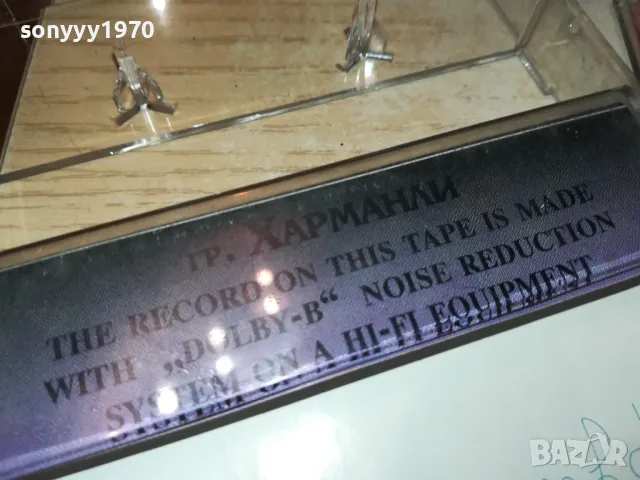 sonyyy1970
гр. Харманли
THE RECORD ON THIS TAPE IS MADE
WITH „DOLBY-B“ NOISE REDUCTION
SYSTEM ON A HI-FI EQUIPMENT
BAZAR
bg